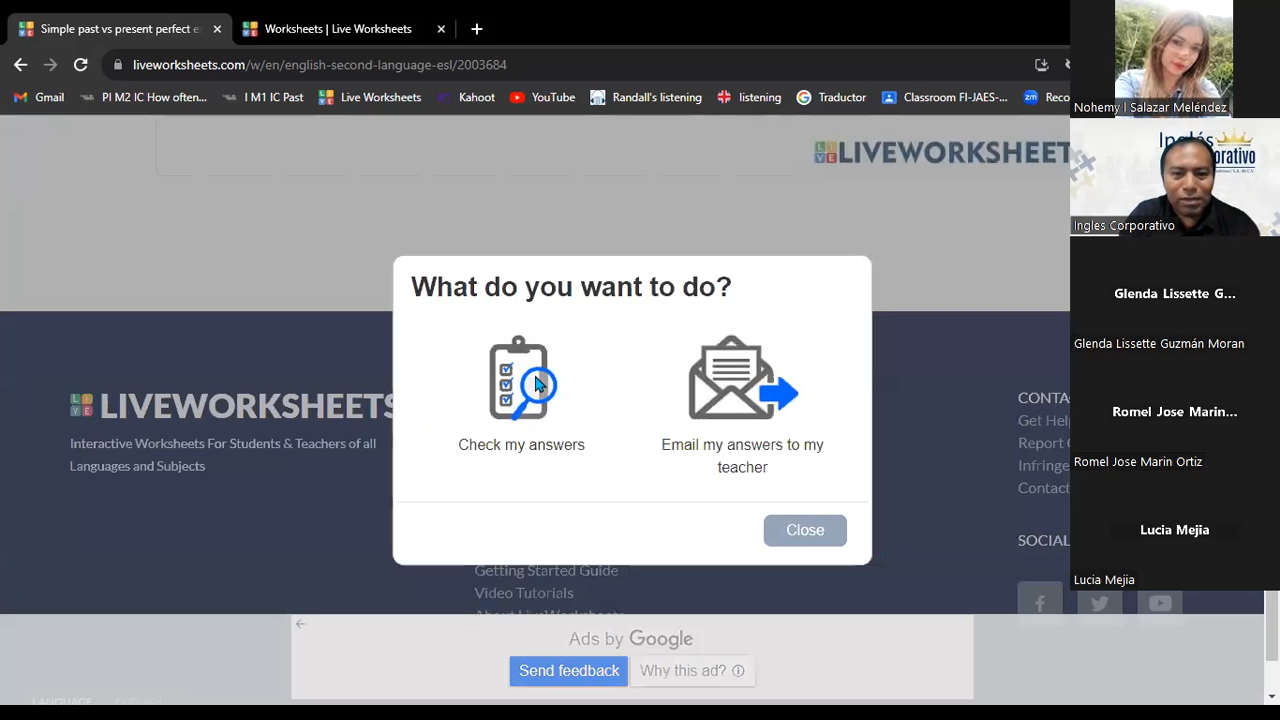 Simple past vs present perfect e
Worksheets | Live Worksheets
liveworksheets.com/w/en/english-second-language-esl/2003684
Gmail
PI M2 IC How often...
I M1 IC Past
Live Worksheets
Kahoot
YouTube
Randall's listening
listening
Traductor
Classroom FI-JAES-...
Reco
LIVEWORKSHEET
What do you want to do?
Check my answers
Email my answers to my
teacher
Close
LIVEWORKSHEETS
Interactive Worksheets For Students & Teachers of all
Languages and Subjects
Getting Started Guide
Video Tutorials
About LiveWorksheets
CONTA
Get Help
Report
Infringe
Contact
SOCIAL
Ads by Google
Send feedback
Why this ad?
LANGUAGE
ENGLISH
Nohemy I Salazar Meléndez
Inglés
orativo
Ingles Corporativo
Glenda Lissette G...
Glenda Lissette Guzmán Moran
Romel Jose Marin...
Romel Jose Marin Ortiz
Lucia Mejia
Lucia Mejia